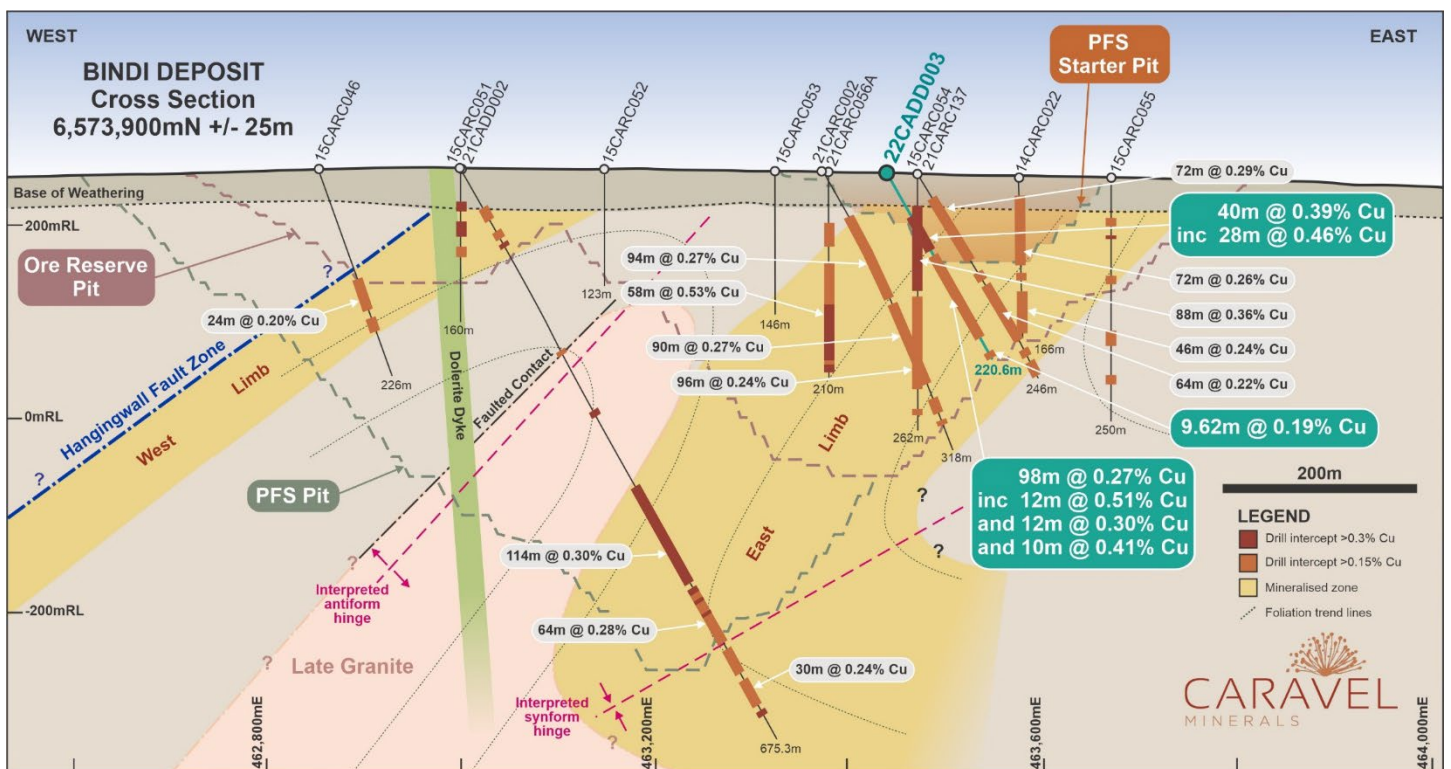 WEST
EAST
BINDI DEPOSIT
Cross Section
6,573,900mN +/- 25m
PFS
Starter Pit
15CARC046
15CARC051
21CADD002
15CARC052
15CARC053
21CARC002
21CARC056A
22CADD003
15CARC054
21CARC137
14CARC022
15CARC055
Base of Weathering
200mRL
0mRL
-200mRL
Ore Reserve
Pit
?
24m @ 0.20% Cu
226m
160m
123m
146m
210m
262m
318m
220.6m
166m
246m
250m
675.3m
Hangingwall Fault Zone
?
Limb
West
Dolerite Dyke
Faulted Contact
PFS Pit
?
Interpreted
antiform
hinge
Late Granite
?
Interpreted
synform
hinge
?
Limb
East
?
?
94m @ 0.27% Cu
58m @ 0.53% Cu
90m @ 0.27% Cu
96m @ 0.24% Cu
114m @ 0.30% Cu
64m @ 0.28% Cu
30m @ 0.24% Cu
72m @ 0.29% Cu
40m @ 0.39% Cu
inc 28m @ 0.46% Cu
72m @ 0.26% Cu
88m @ 0.36% Cu
46m @ 0.24% Cu
64m @ 0.22% Cu
9.62m @ 0.19% Cu
98m @ 0.27% Cu
inc 12m @ 0.51% Cu
and 12m @ 0.30% Cu
and 10m @ 0.41% Cu
200m
LEGEND
Drill intercept >0.3% Cu
Drill intercept >0.15% Cu
Mineralised zone
Foliation trend lines
CARAVEL
MINERALS
462,800mE
463,200mE
463,600mE
464,000mE